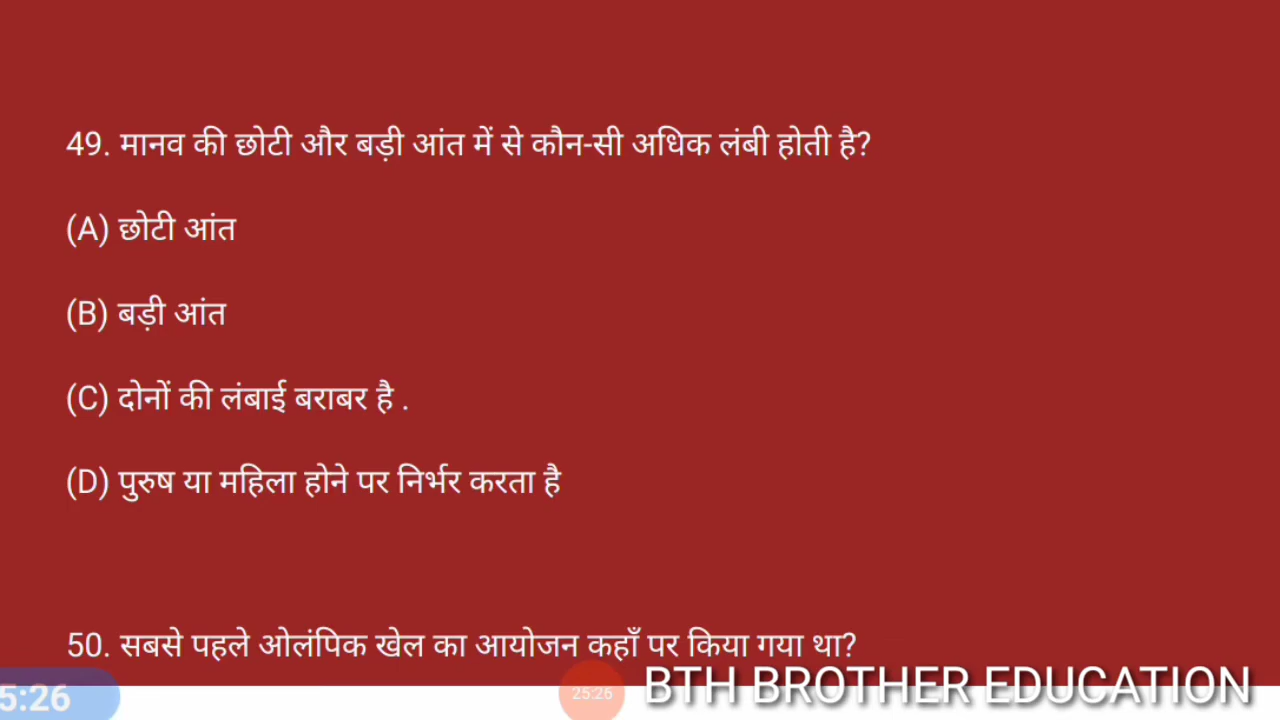 49. मानव की छोटी और बड़ी आंत में से कौन-सी अधिक लंबी होती है?
(A) छोटी आंत
(B) बड़ी आंत
(C) दोनों की लंबाई बराबर है .
(D) पुरुष या महिला होने पर निर्भर करता है
50. सबसे पहले ओलंपिक खेल का आयोजन कहाँ पर किया गया था?
5:26
25:26
BTH BROTHER EDUCATION